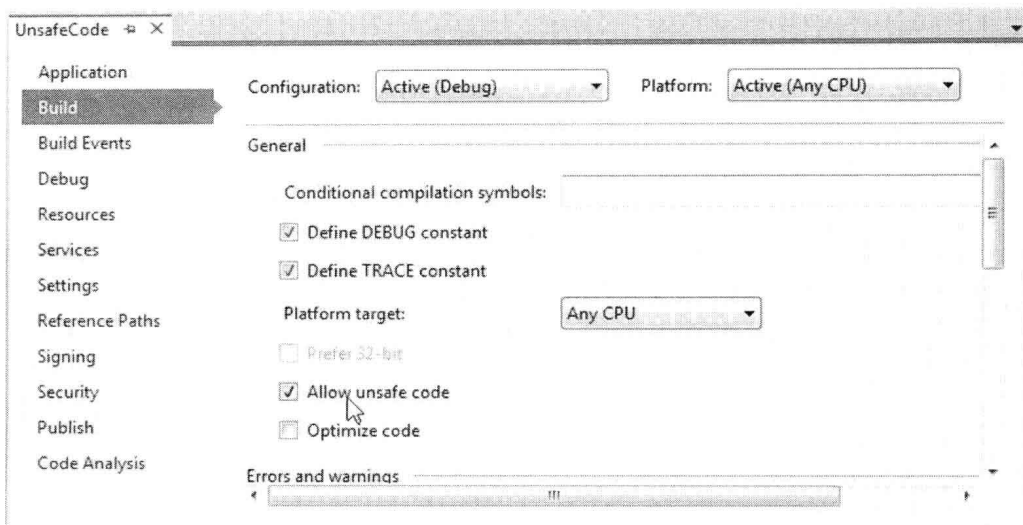 UnsafeCode
Application
Build
Build Events
Debug
Resources
Services
Settings
Reference Paths
Signing
Security
Publish
Code Analysis
Configuration: Active (Debug) Platform: Active (Any CPU)
General
Conditional compilation symbols:
Define DEBUG constant
Define TRACE constant
Platform target: Any CPU
Prefer 32-bit
Allow unsafe code
Optimize code
Errors and warnings